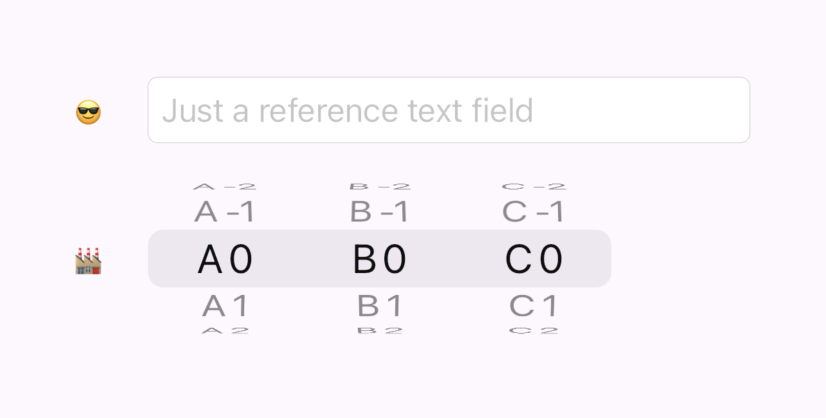 😎 Just a reference text field
A -2 B -2 C -2
A -1 B -1 C -1
🏭 A 0 B 0 C 0
A 1 B 1 C 1
A 2 B 2 C 2